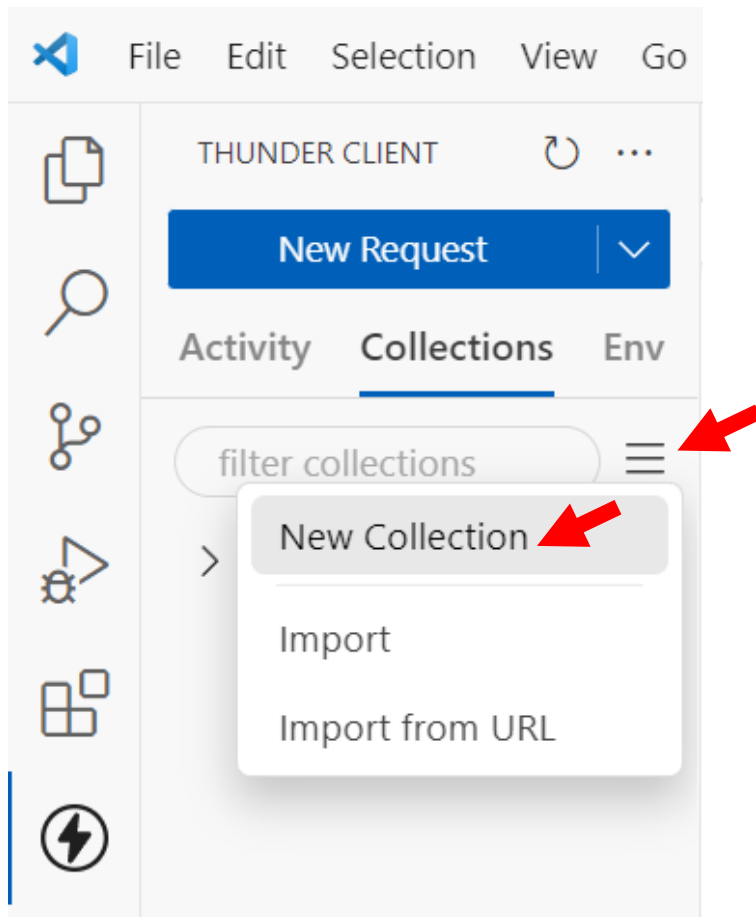 File Edit Selection View Go
THUNDER CLIENT
New Request
Activity Collections Env
filter collections
New Collection
Import
Import from URL